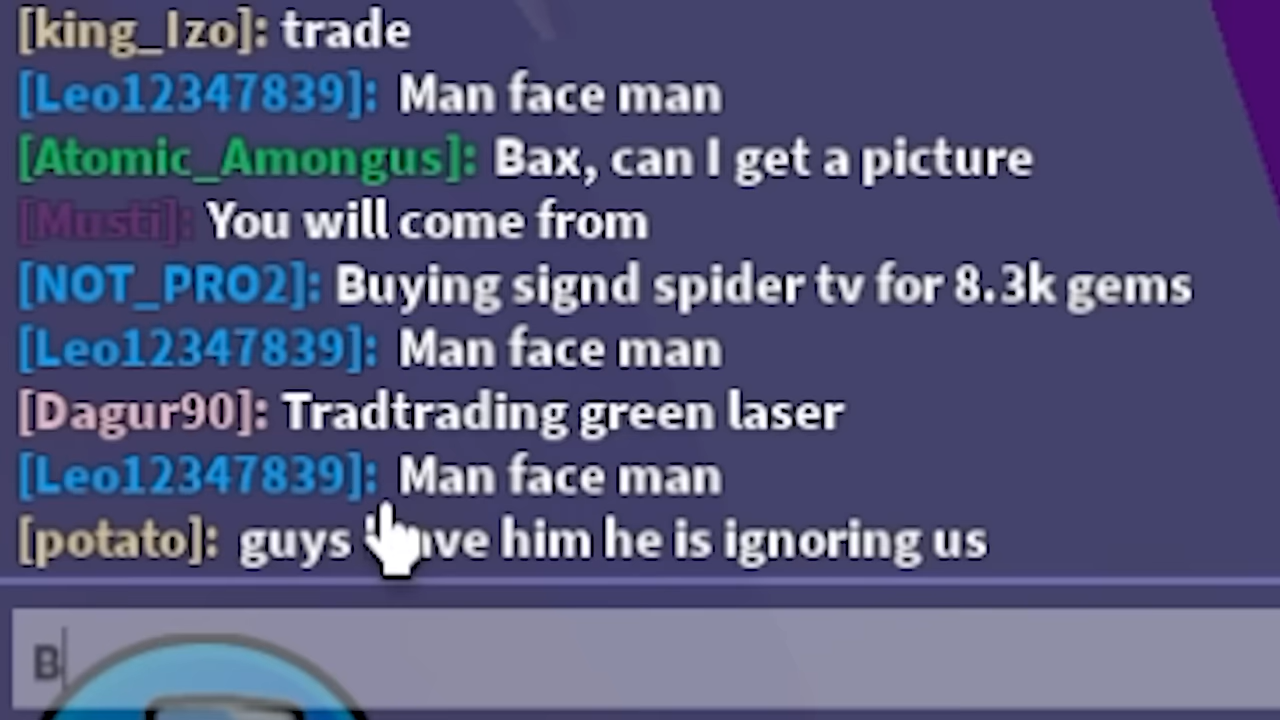 [king_Izo]: trade
[Leo12347839]: Man face man
[Atomic_Amongus]: Bax, can I get a picture
[Musti]: You will come from
[NOT_PRO2]: Buying signd spider tv for 8.3k gems
[Leo12347839]: Man face man
[Dagur90]: Tradtrading green laser
[Leo12347839]: Man face man
[potato]: guys him he is ignoring us
B